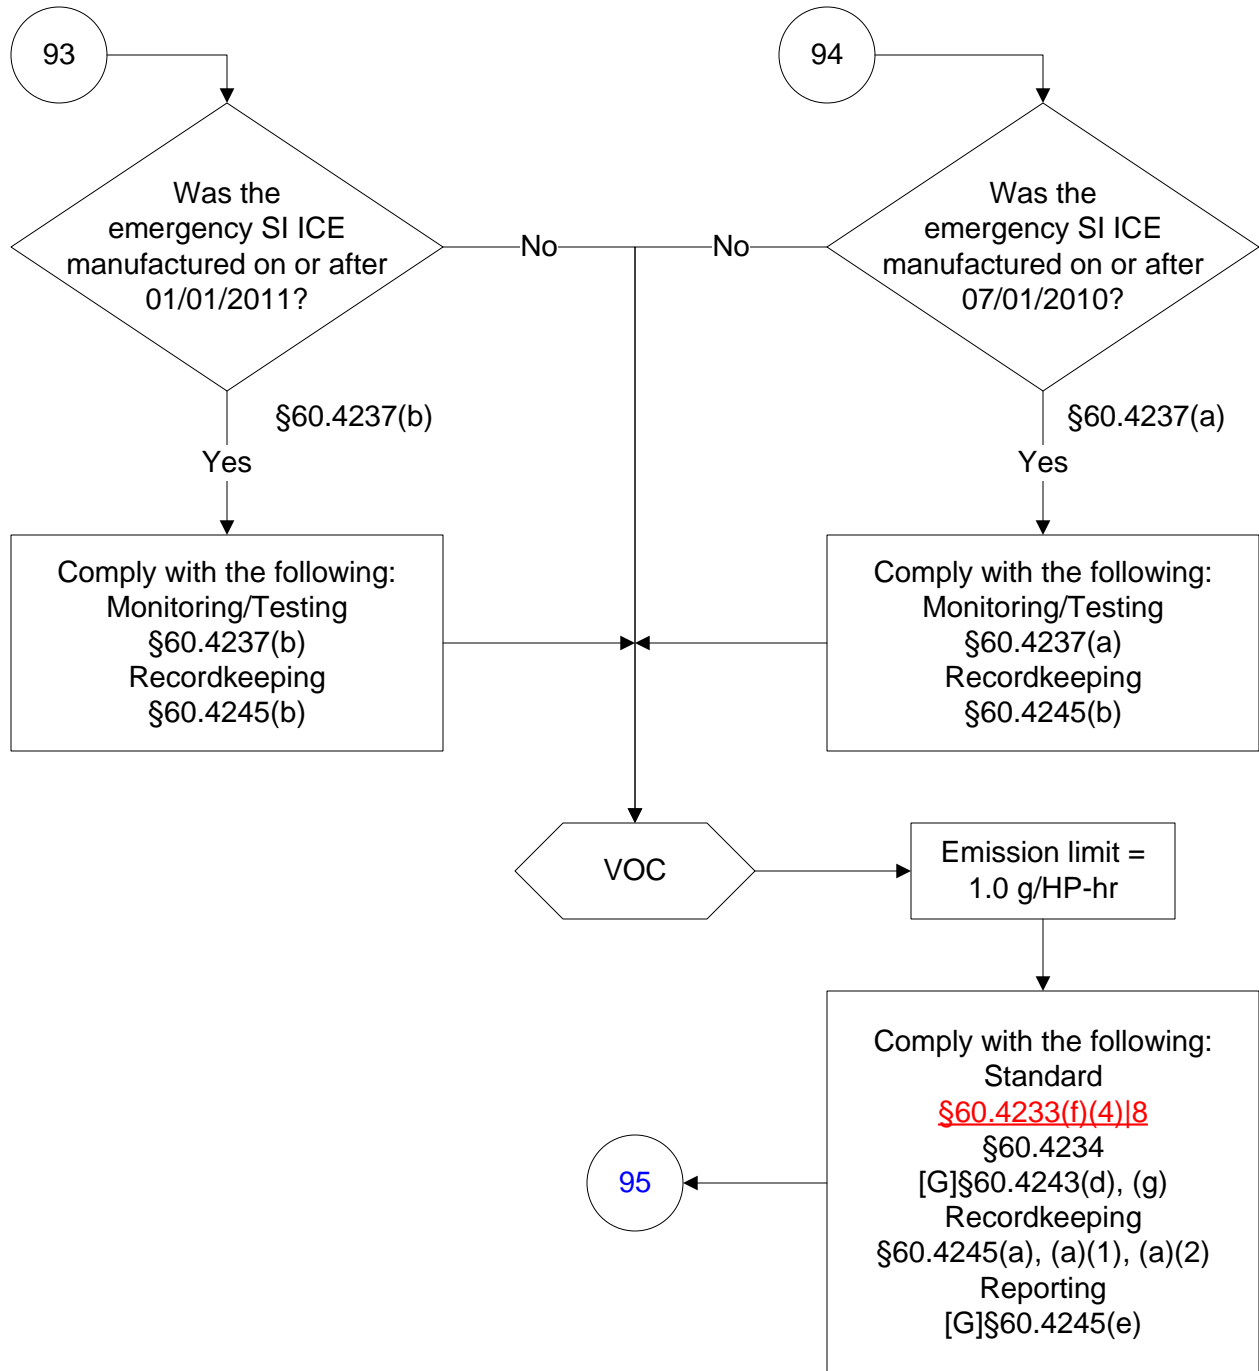 93
Was the
emergency SI ICE
manufactured on or after
01/01/2011?
No
§60.4237(b)
Yes
Comply with the following:
Monitoring/Testing
§60.4237(b)
Recordkeeping
§60.4245(b)
94
Was the
emergency SI ICE
manufactured on or after
07/01/2010?
No
§60.4237(a)
Yes
Comply with the following:
Monitoring/Testing
§60.4237(a)
Recordkeeping
§60.4245(b)
VOC
Emission limit =
1.0 g/HP-hr
Comply with the following:
Standard
§60.4233(f)(4)|8
§60.4234
[G]§60.4243(d), (g)
Recordkeeping
§60.4245(a), (a)(1), (a)(2)
Reporting
[G]§60.4245(e)
95